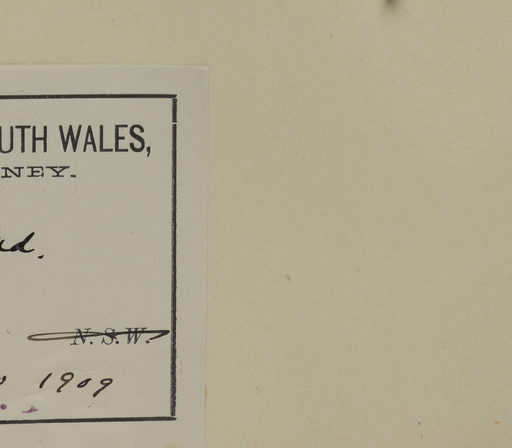 UTH WALES,
NEY.
N. S. W.
1909